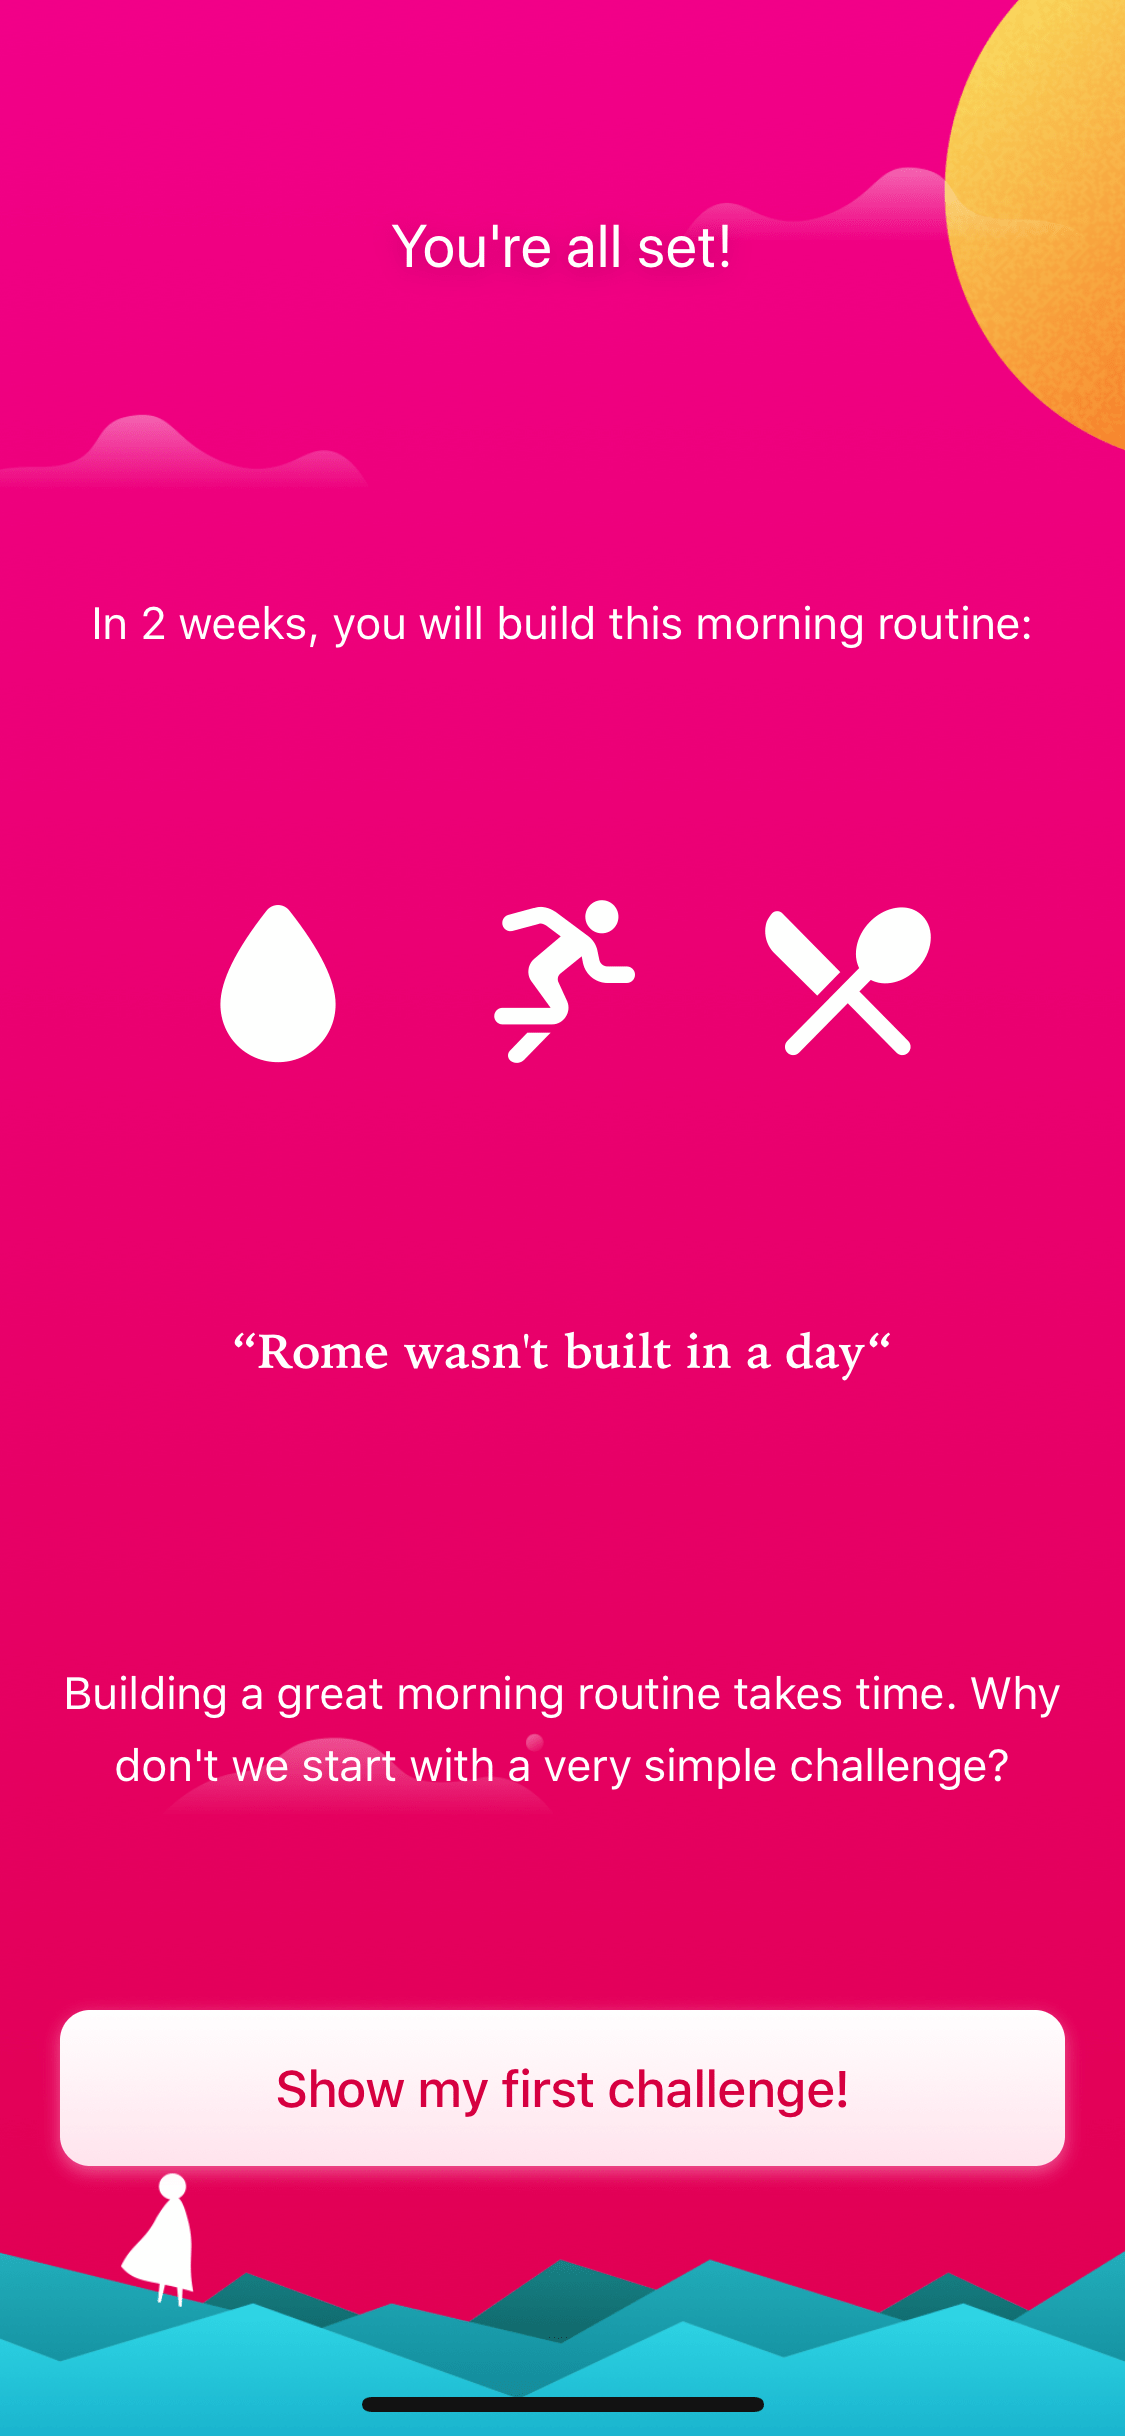 You're all set!
In 2 weeks, you will build this morning routine:
“Rome wasn't built in a day“
Building a great morning routine takes time. Why
don't we start with a very simple challenge?
Show my first challenge!